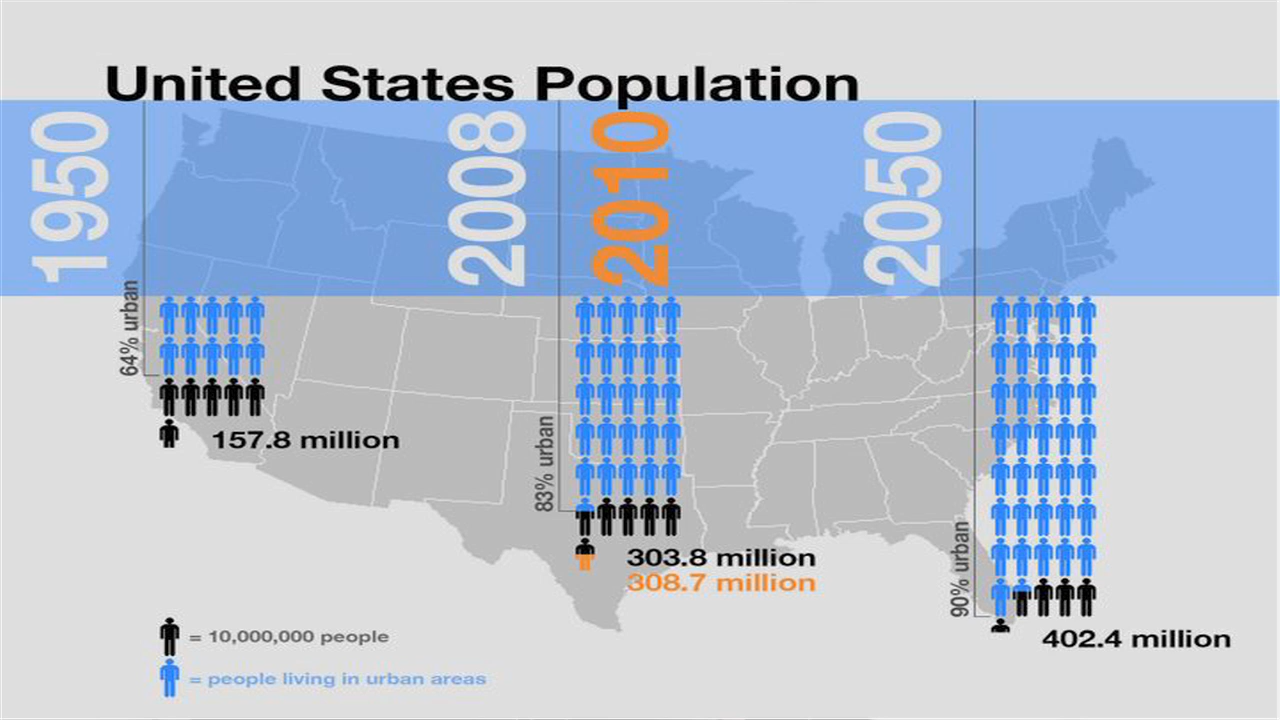 United States Population
1950
2008
2010
2050
64% urban
157.8 million
83% urban
303.8 million
308.7 million
90% urban
402.4 million
= 10,000,000 people
= people living in urban areas